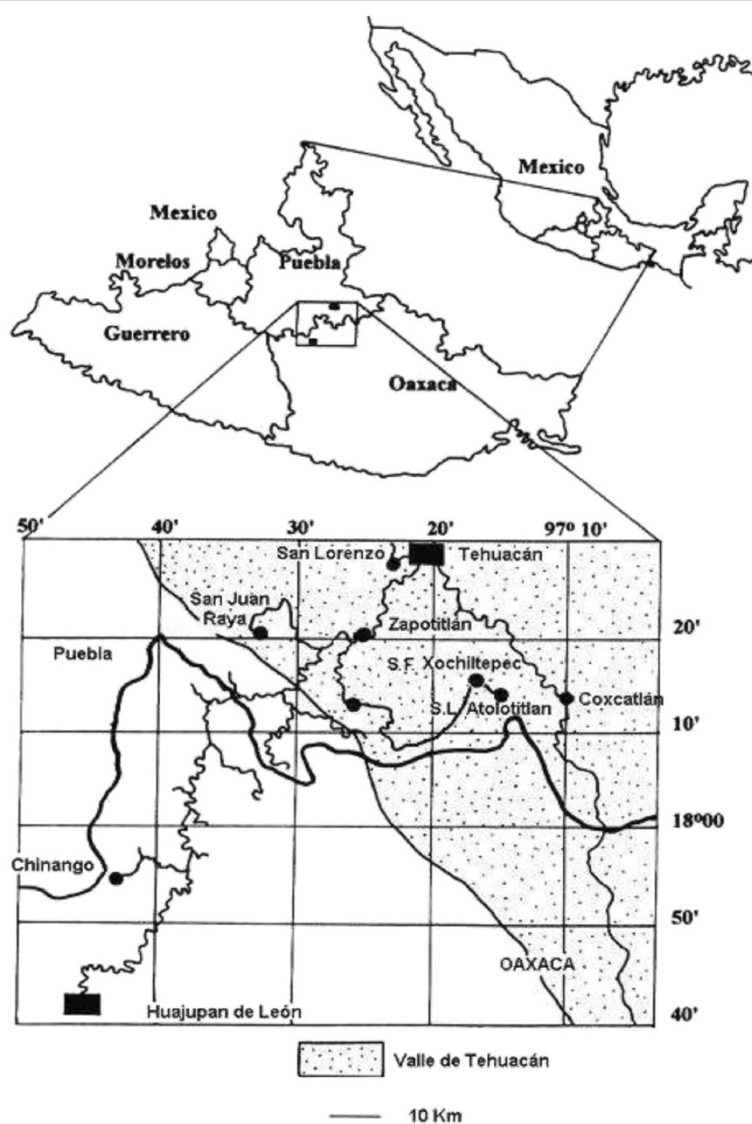 Mexico
Mexico
Morelos
Puebla
Guerrero
Oaxaca
50'
40'
30'
20'
97º 10'
San Lorenzo
Tehuacán
San Juan
Raya
Zapotitlán
20'
Puebla
S.F. Xochiltepec
S.L. Atolotitlan
Coxcatlán
10'
18º00
Chinango
50'
OAXACA
Huajupan de León
40'
Valle de Tehuacán
10 Km